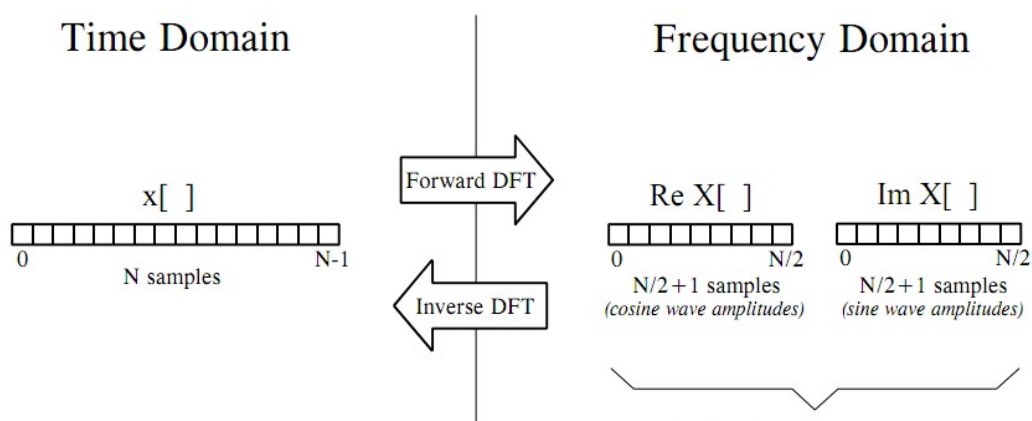 Time Domain
Frequency Domain
Forward DFT
x[ ]
Re X[ ]
Im X[ ]
0
N-1
N samples
0
N/2
0
N/2
N/2+1 samples
(cosine wave amplitudes)
N/2+1 samples
(sine wave amplitudes)
Inverse DFT